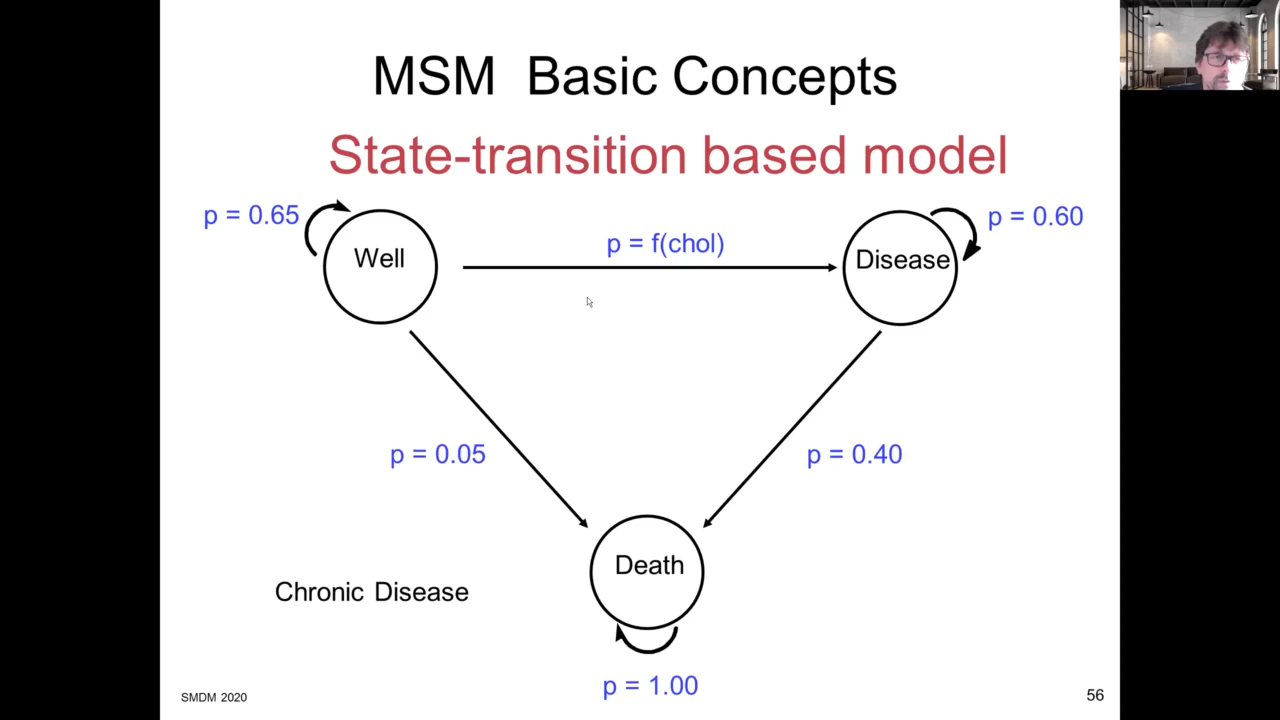 MSM Basic Concepts
State-transition based model
p = 0.65
p = 0.60
p = f(chol)
Well
Disease
p = 0.05
p = 0.40
Death
Chronic Disease
p = 1.00
SMDM 2020
56